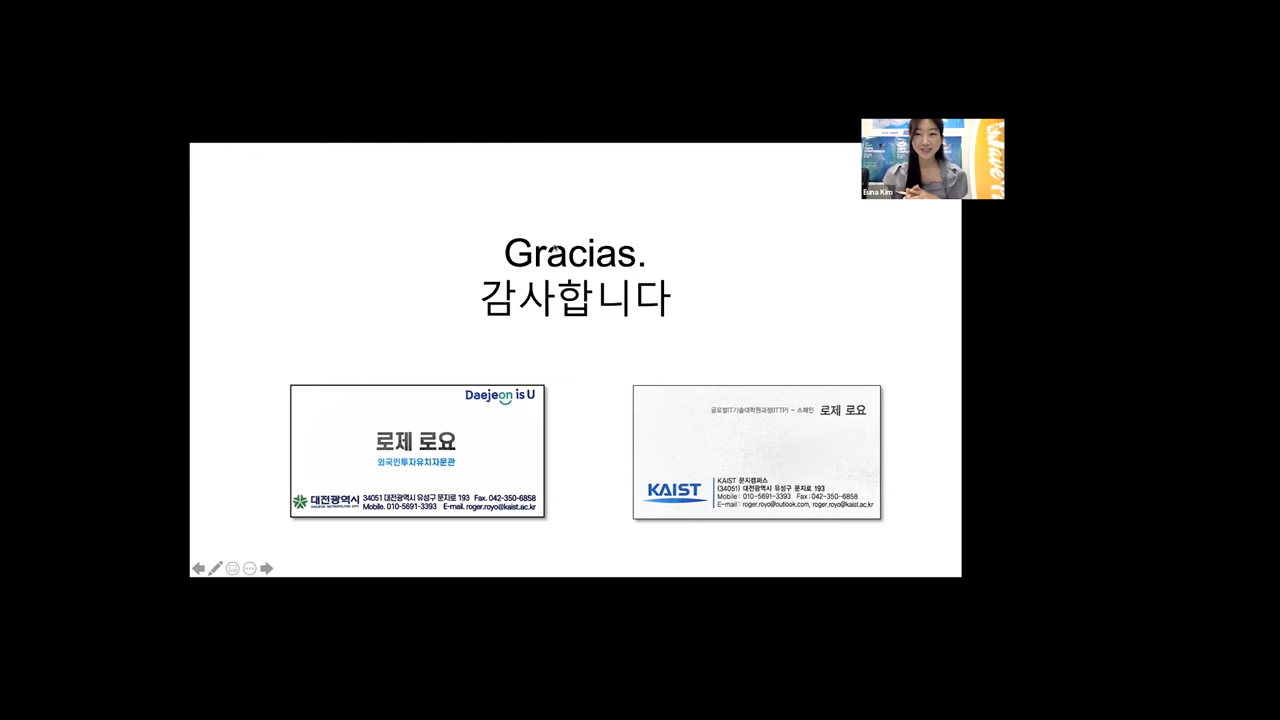 Gracias.
감사합니다
Daejeon is U
로제 로요
외국인투자유치자문관
대전광역시
DAEJEON METROPOLITAN CITY
34051 대전광역시 유성구 문지로 193 Fax. 042-350-6858
Mobile. 010-5691-3393 E-mail. roger.royo@kaist.ac.kr
글로벌IT기술대학원과정(ITTP) - 스페인 로제 로요
KAIST
KAIST 문지캠퍼스
(34051) 대전광역시 유성구 문지로 193
Mobile : 010-5691-3393 Fax : 042-350-6858
E-mail : roger.royo@outlook.com, roger.royo@kaist.ac.kr
Euna Kim